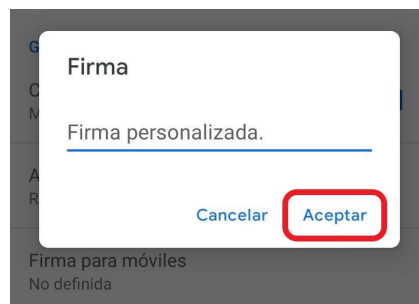 G
Firma
C
M
Firma personalizada.
A
R
Cancelar Aceptar
Firma para móviles
No definida